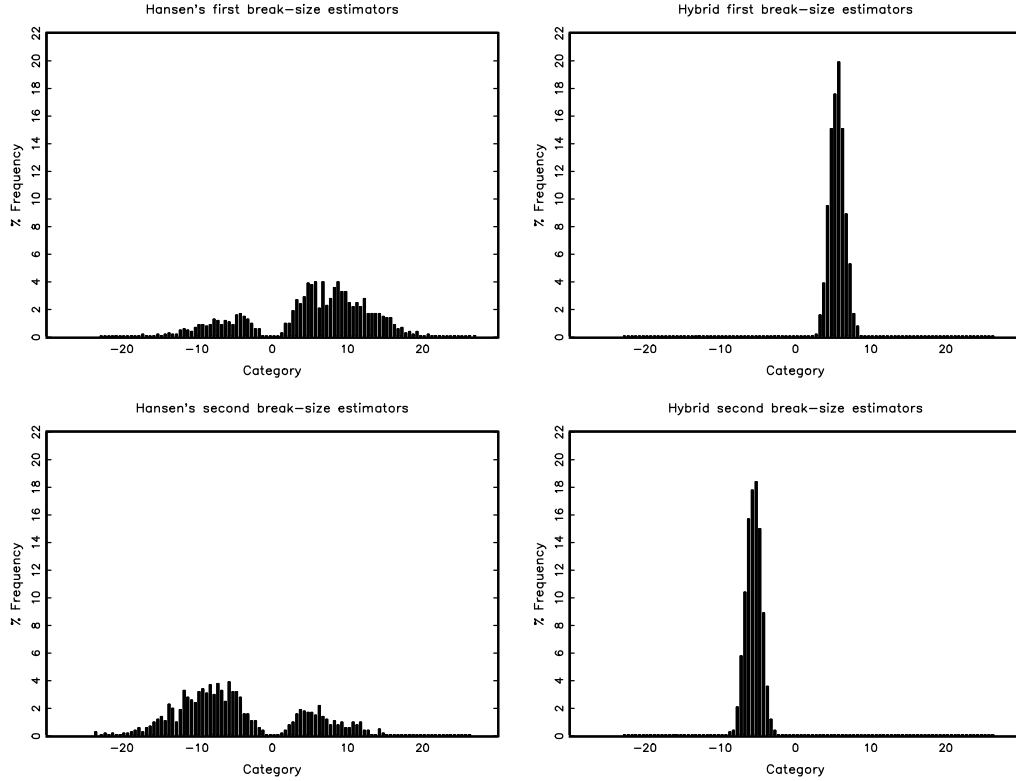 Hansen's first break-size estimators
Hybrid first break-size estimators
% Frequency
0 2 4 6 8 10 12 14 16 18 20 22
-20 -10 0 10 20
Category
% Frequency
0 2 4 6 8 10 12 14 16 18 20 22
-20 -10 0 10 20
Category
Hansen's second break-size estimators
Hybrid second break-size estimators
% Frequency
0 2 4 6 8 10 12 14 16 18 20 22
-20 -10 0 10 20
Category
% Frequency
0 2 4 6 8 10 12 14 16 18 20 22
-20 -10 0 10 20
Category